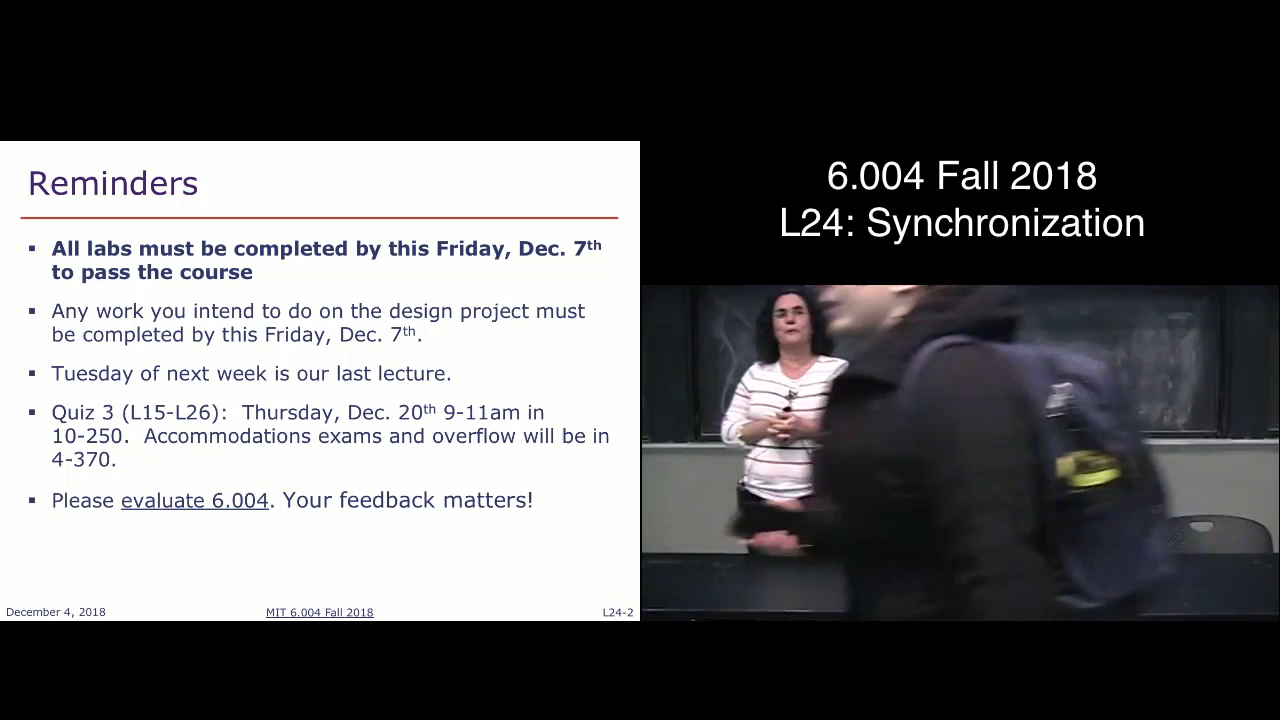 Reminders
▪ All labs must be completed by this Friday, Dec. 7th
to pass the course
▪ Any work you intend to do on the design project must
be completed by this Friday, Dec. 7th.
▪ Tuesday of next week is our last lecture.
▪ Quiz 3 (L15-L26): Thursday, Dec. 20th 9-11am in
10-250. Accommodations exams and overflow will be in
4-370.
▪ Please evaluate 6.004. Your feedback matters!
December 4, 2018
MIT 6.004 Fall 2018
L24-2
6.004 Fall 2018
L24: Synchronization